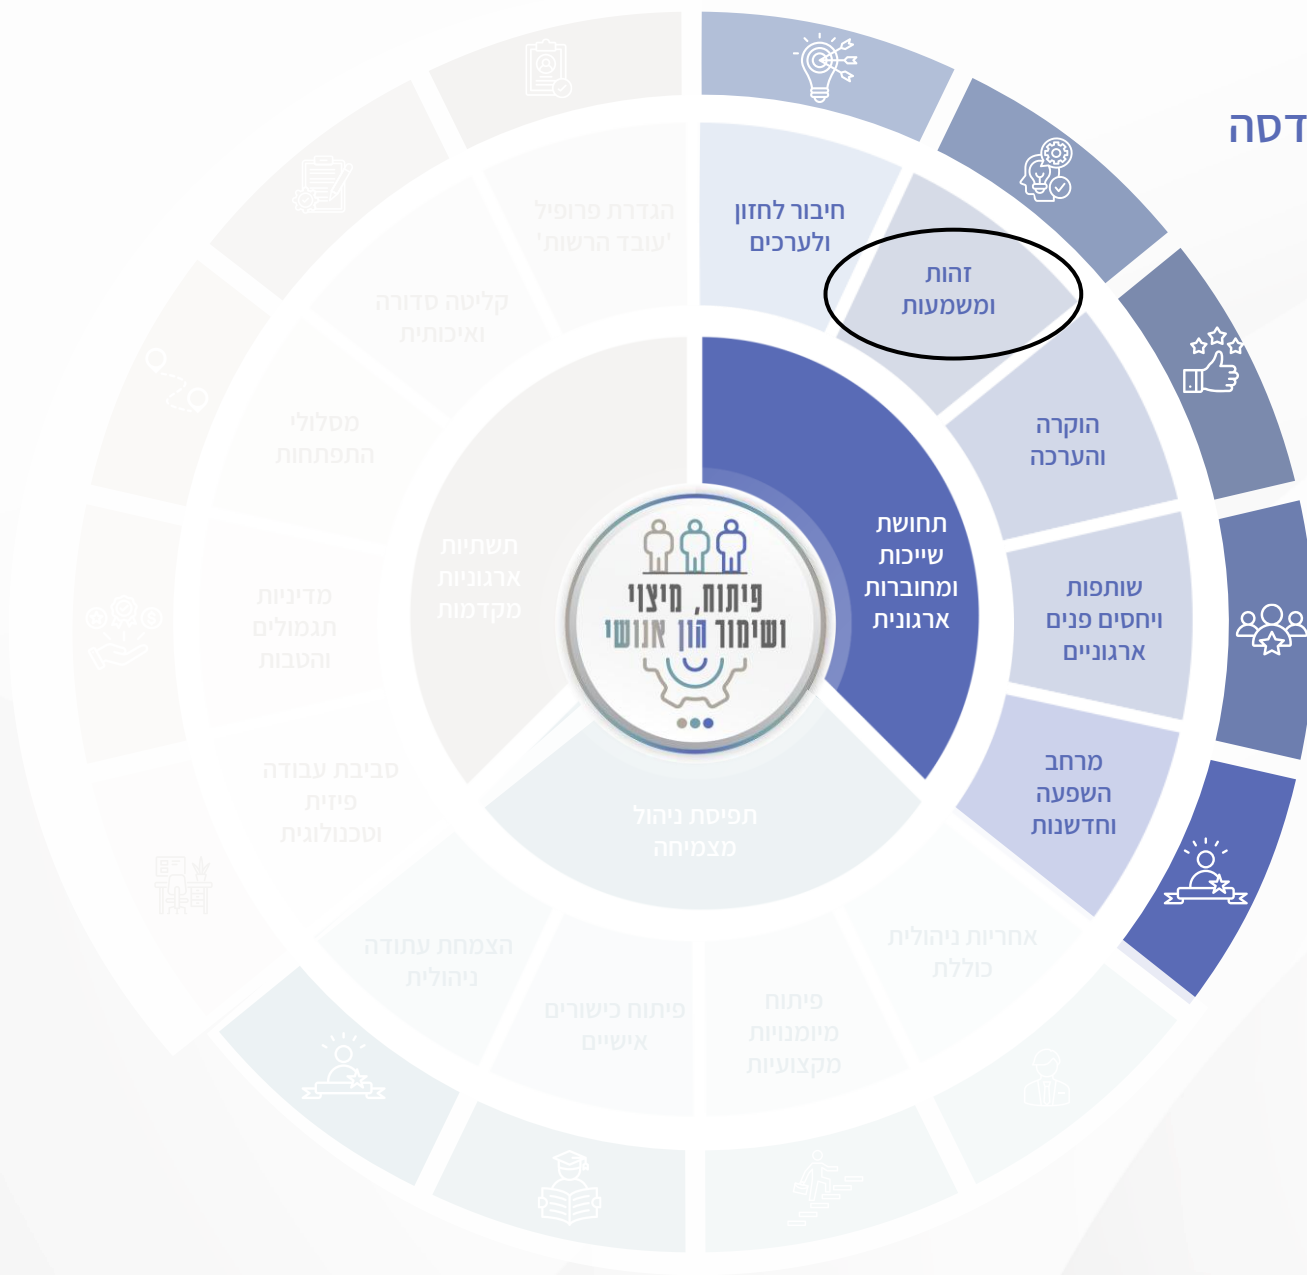 דסה
חיבור לחזון
ולערכים
זהות
ומשמעות
הוקרה
והערכה
שותפות
ויחסים פנים
ארגוניים
מרחב
השפעה
וחדשנות
תחושת
שייכות
ומחוברות
ארגונית
פיתוח, מיצוי
ושימור הון אנושי
תשתיות
ארגוניות
מקדמות
תפיסת ניהול
מצמיחה
הגדרת פרופיל
'עובד הרשות'
קליטה סדורה
ואיכותית
מסלולי
התפתחות
מדיניות
תגמולים
והטבות
סביבת עבודה
פיזית
וטכנולוגית
הצמחת עתודה
ניהולית
פיתוח כישורים
אישיים
פיתוח
מיומנויות
מקצועיות
אחריות ניהולית
כוללת